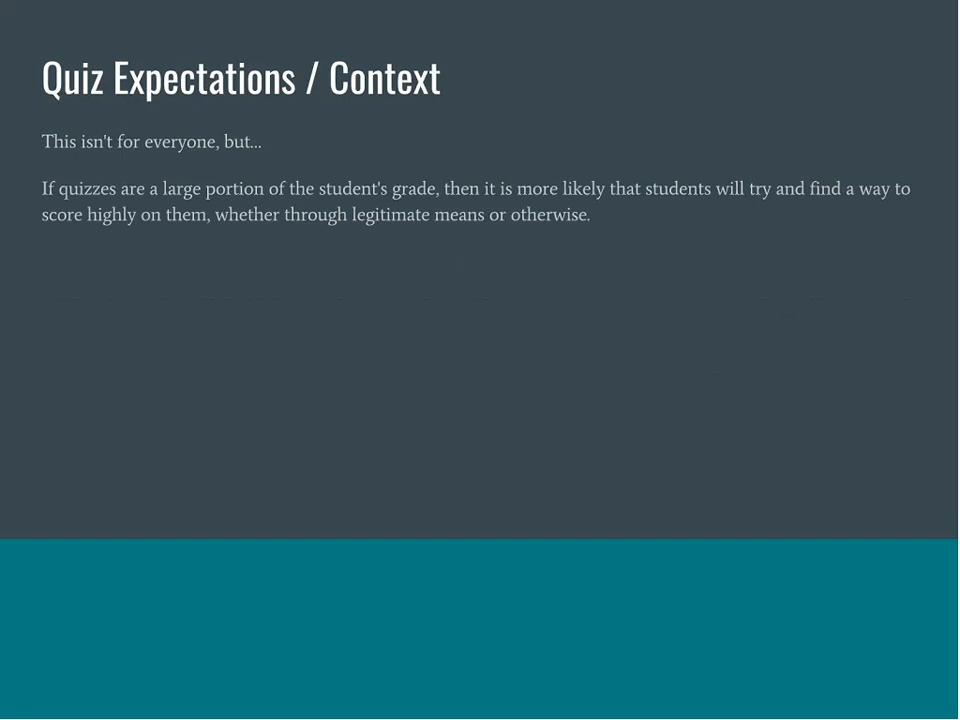 Quiz Expectations / Context
This isn't for everyone, but...
If quizzes are a large portion of the student's grade, then it is more likely that students will try and find a way to
score highly on them, whether through legitimate means or otherwise.